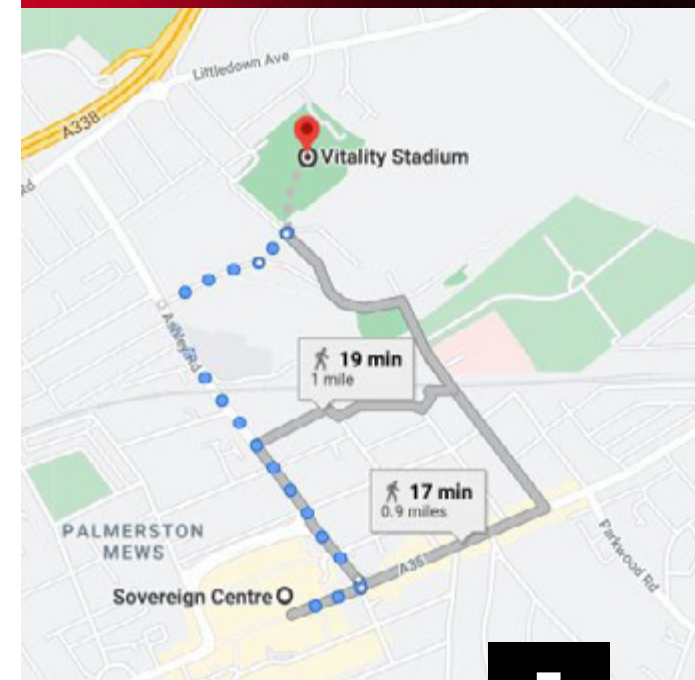 Littledown Ave
A338
Rd
Vitality Stadium
Ashley Rd
19 min
1 mile
17 min
0.9 miles
PALMERSTON
MEWS
A35
Parkwood Rd
Sovereign Centre